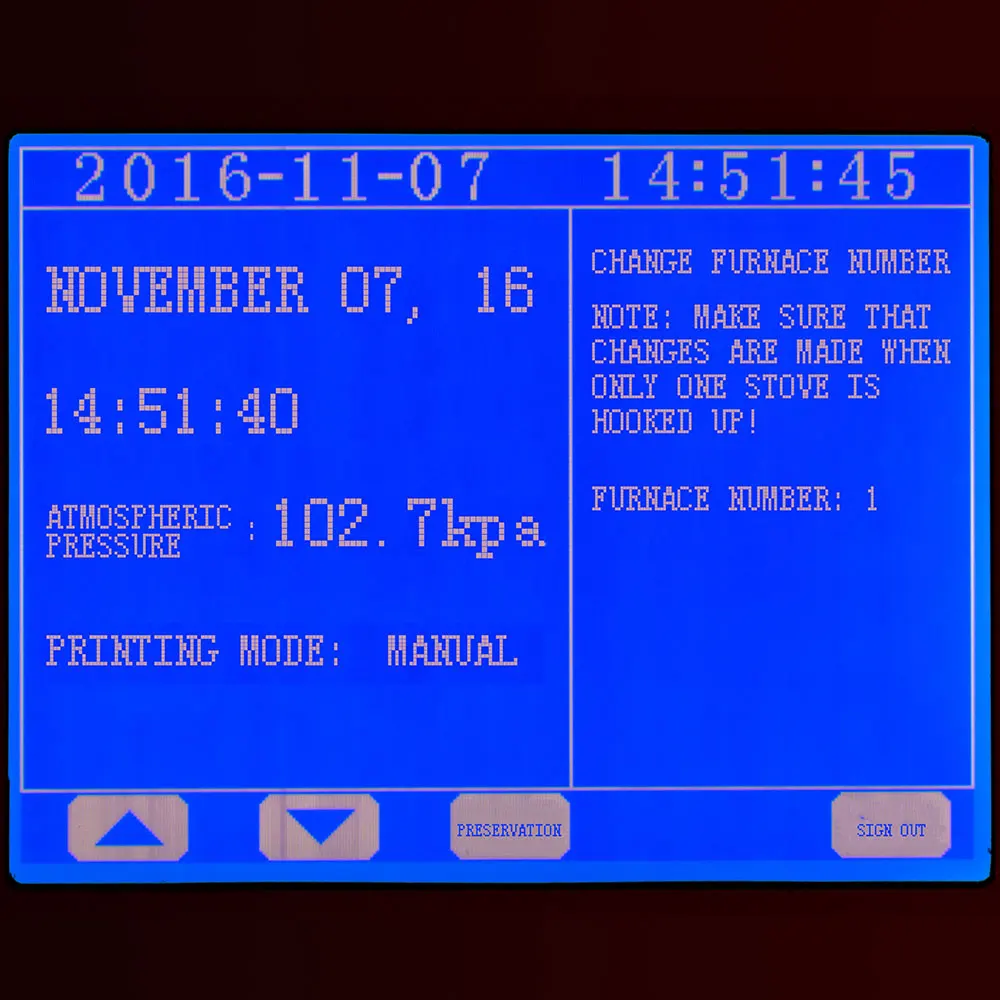 2016-11-07 14:51:45
NOVEMBER 07, 16
14:51:40
ATMOSPHERIC
PRESSURE : 102.7kpa
PRINTING MODE: MANUAL
CHANGE FURNACE NUMBER
NOTE: MAKE SURE THAT
CHANGES ARE MADE WHEN
ONLY ONE STOVE IS
HOOKED UP!
FURNACE NUMBER: 1
PRESERVATION
SIGN OUT